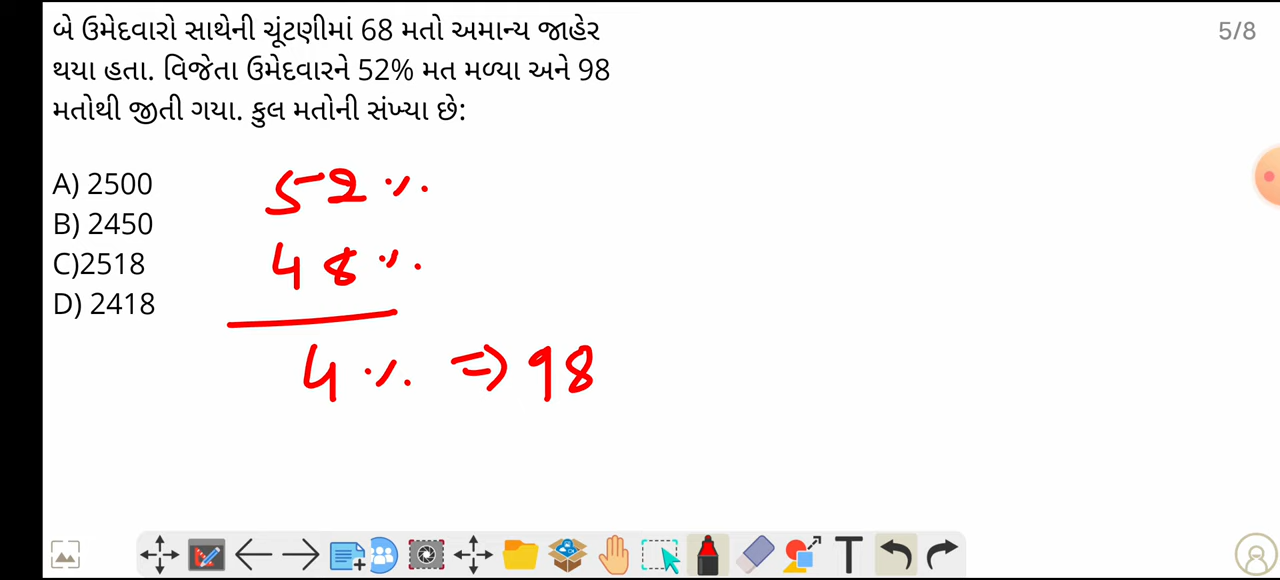 બે ઉમેદવારો સાથેની ચૂંટણીમાં 68 મતો અમાન્ય જાહેર
થયા હતા. વિજેતા ઉમેદવારને 52% મત મળ્યા અને 98
મતોથી જીતી ગયા. કુલ મતોની સંખ્યા છે:
5/8
A) 2500
B) 2450
C)2518
D) 2418
52 %
48 %
4 % => 98
T